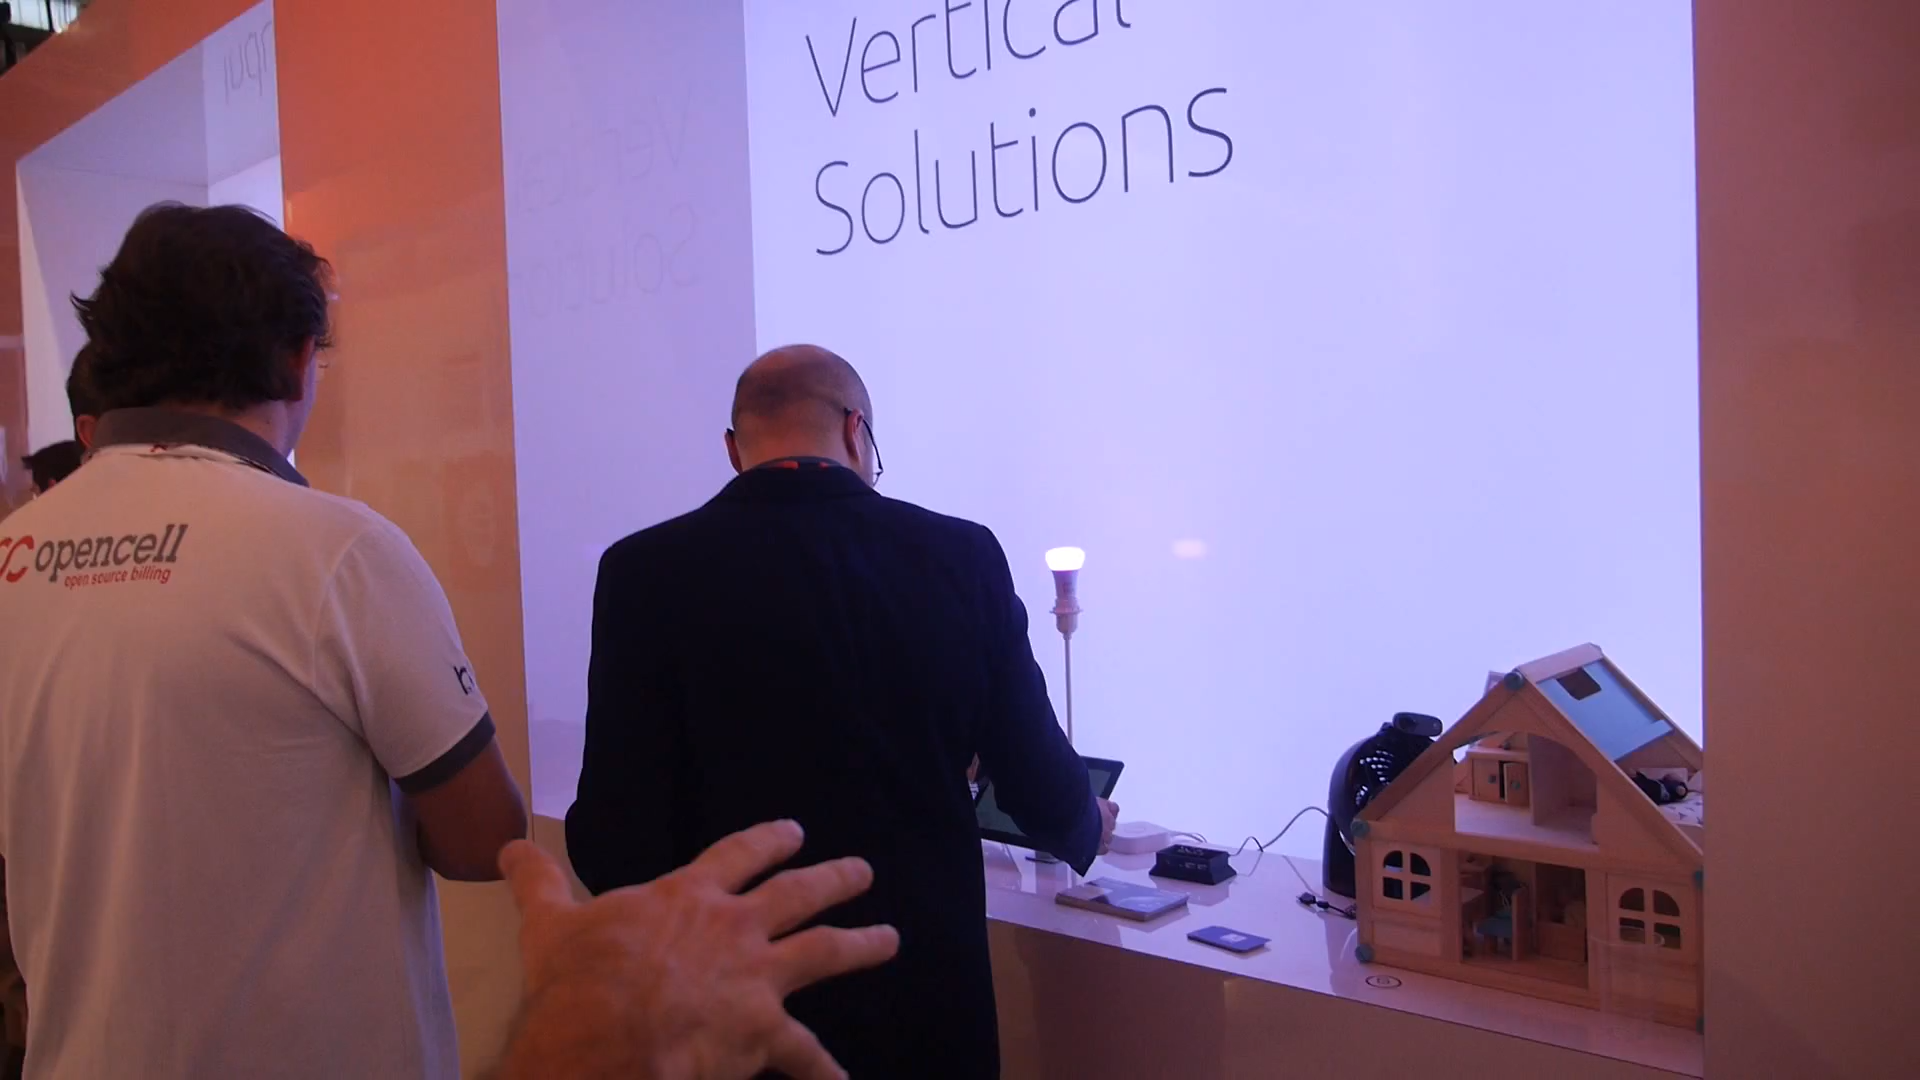 Vertical
Solutions
opencell
open source billing